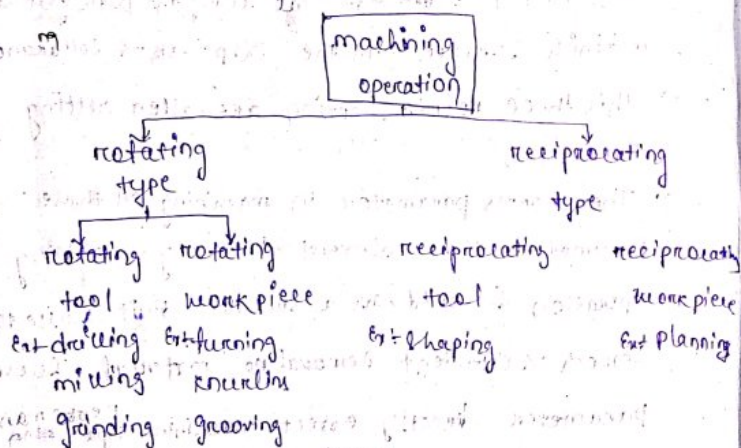 machining
operation
rotating
type
reciprocating
type
rotating
tool
Ex:- drilling
milling
grinding
rotating
workpiece
Ex:- turning
knurling
grooving
reciprocating
tool
Ex:- shaping
reciprocating
workpiece
Ex:- planning